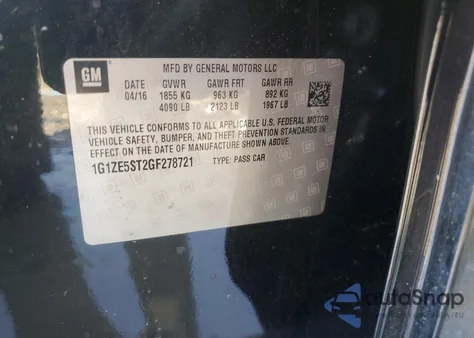 GM
MFD BY GENERAL MOTORS LLC
DATE GVWR GAWR FRT GAWR RR
04/16 1855 KG 963 KG 892 KG
4090 LB 2123 LB 1967 LB
THIS VEHICLE CONFORMS TO ALL APPLICABLE U.S. FEDERAL MOTOR
VEHICLE SAFETY, BUMPER, AND THEFT PREVENTION STANDARDS IN
EFFECT ON THE DATE OF MANUFACTURE SHOWN ABOVE.
1G1ZE5ST2GF278721 TYPE: PASS CAR
autoSnap